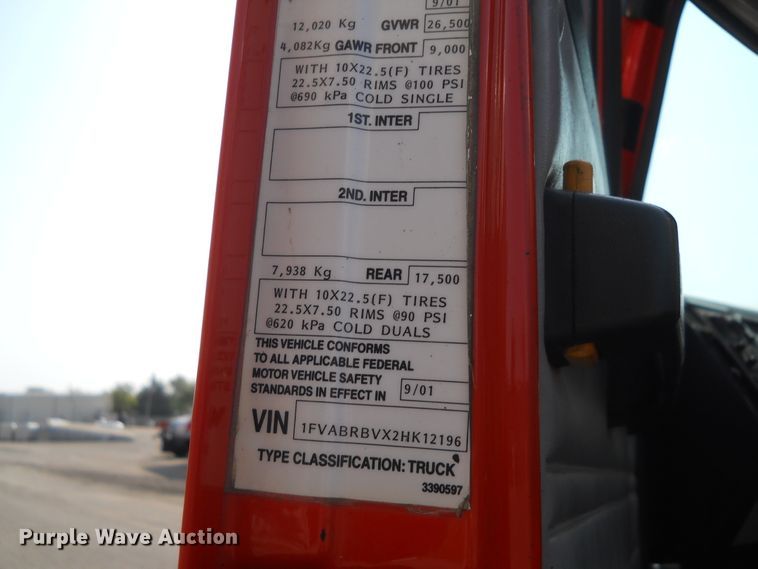 9/01
12,020 Kg GVWR 26,500
4,082Kg GAWR FRONT 9,000
WITH 10X22.5(F) TIRES
22.5X7.50 RIMS @100 PSI
@690 kPa COLD SINGLE
1ST. INTER
2ND. INTER
7,938 Kg REAR 17,500
WITH 10X22.5(F) TIRES
22.5X7.50 RIMS @90 PSI
@620 kPa COLD DUALS
THIS VEHICLE CONFORMS
TO ALL APPLICABLE FEDERAL
MOTOR VEHICLE SAFETY
STANDARDS IN EFFECT IN 9/01
VIN 1FVABRBVX2HK12196
TYPE CLASSIFICATION: TRUCK
3390597
Purple Wave Auction